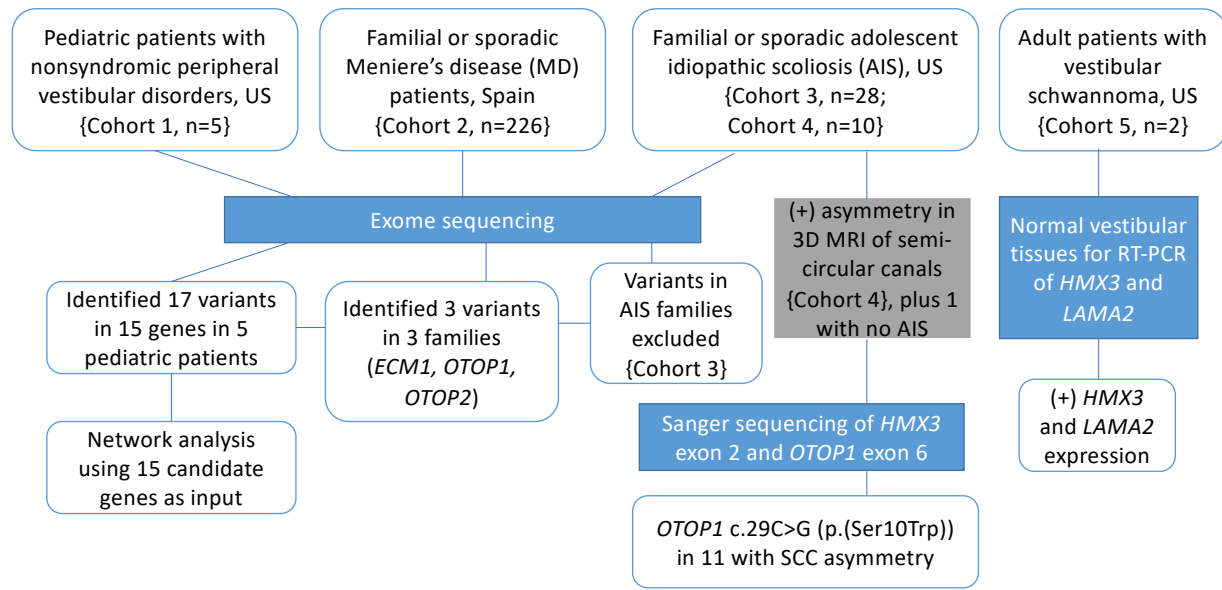 Pediatric patients with
nonsyndromic peripheral
vestibular disorders, US
{Cohort 1, n=5}
Familial or sporadic
Meniere’s disease (MD)
patients, Spain
{Cohort 2, n=226}
Familial or sporadic adolescent
idiopathic scoliosis (AIS), US
{Cohort 3, n=28;
Cohort 4, n=10}
Adult patients with
vestibular
schwannoma, US
{Cohort 5, n=2}
Exome sequencing
(+) asymmetry in
3D MRI of semi-
circular canals
{Cohort 4}, plus 1
with no AIS
Normal vestibular
tissues for RT-PCR
of HMX3 and
LAMA2
Identified 17 variants
in 15 genes in 5
pediatric patients
Identified 3 variants
in 3 families
(ECM1, OTOP1,
OTOP2)
Variants in
AIS families
excluded
{Cohort 3}
(+) HMX3
and LAMA2
expression
Network analysis
using 15 candidate
genes as input
Sanger sequencing of HMX3
exon 2 and OTOP1 exon 6
OTOP1 c.29C>G (p.(Ser10Trp))
in 11 with SCC asymmetry